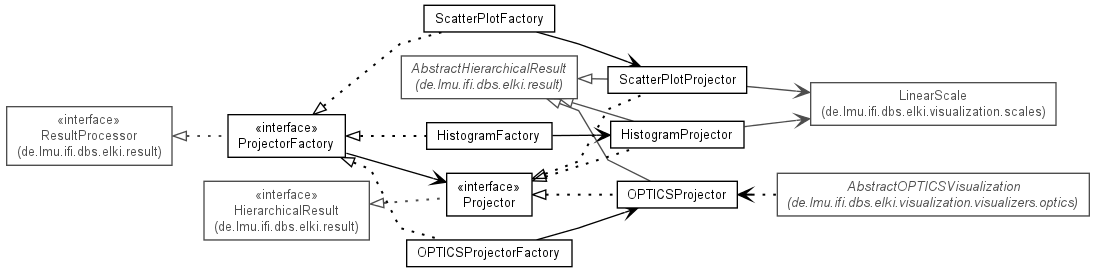 ScatterPlotFactory
AbstractHierarchicalResult
(de.lmu.ifi.dbs.elki.result)
ScatterPlotProjector
LinearScale
(de.lmu.ifi.dbs.elki.visualization.scales)
«interface»
ResultProcessor
(de.lmu.ifi.dbs.elki.result)
«interface»
ProjectorFactory
HistogramFactory
HistogramProjector
«interface»
HierarchicalResult
(de.lmu.ifi.dbs.elki.result)
«interface»
Projector
OPTICSProjector
AbstractOPTICSVisualization
(de.lmu.ifi.dbs.elki.visualization.visualizers.optics)
OPTICSProjectorFactory